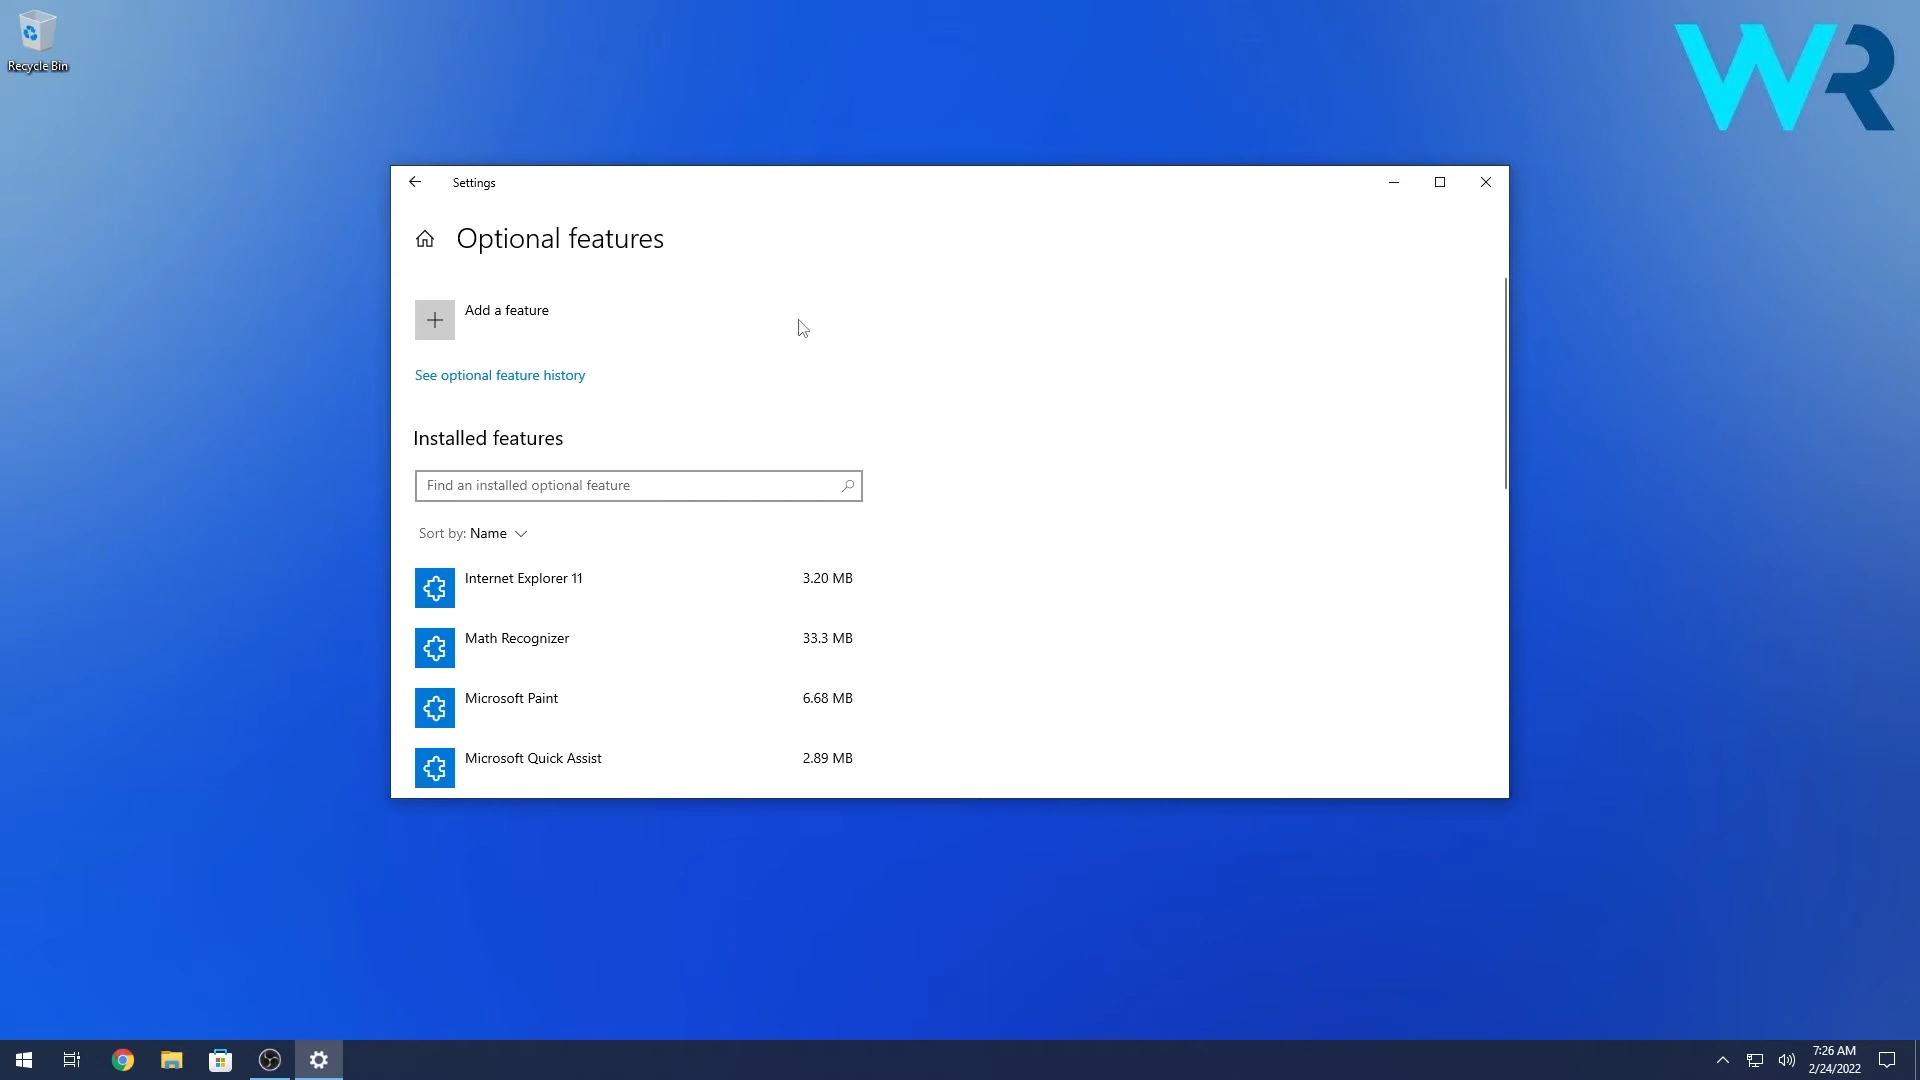 Recycle Bin
WR
Settings
Optional features
Add a feature
See optional feature history
Installed features
Find an installed optional feature
Sort by: Name
Internet Explorer 11 3.20 MB
Math Recognizer 33.3 MB
Microsoft Paint 6.68 MB
Microsoft Quick Assist 2.89 MB
7:26 AM
2/24/2022